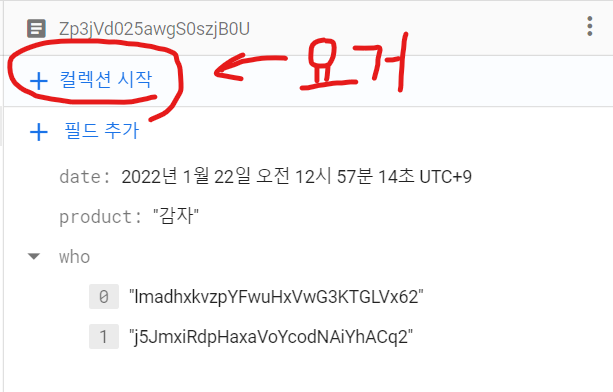 Zp3jVd025awgS0szjB0U
+ 컬렉션 시작
← 요거
+ 필드 추가
date: 2022년 1월 22일 오전 12시 57분 14초 UTC+9
product: "감자"
who
0 "lmadhxkvzpYFwuHxVwG3KTGLVx62"
1 "j5JmxiRdpHaxaVoYcodNAiYhACq2"